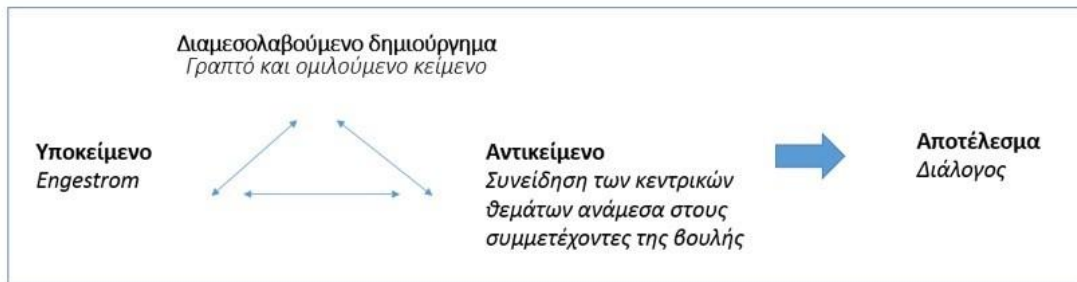 Διαμεσολαβούμενο δημιούργημα
Γραπτό και ομιλούμενο κείμενο
Υποκείμενο
Engestrom
Αντικείμενο
Συνείδηση των κεντρικών
θεμάτων ανάμεσα στους
συμμετέχοντες της βουλής
Αποτέλεσμα
Διάλογος